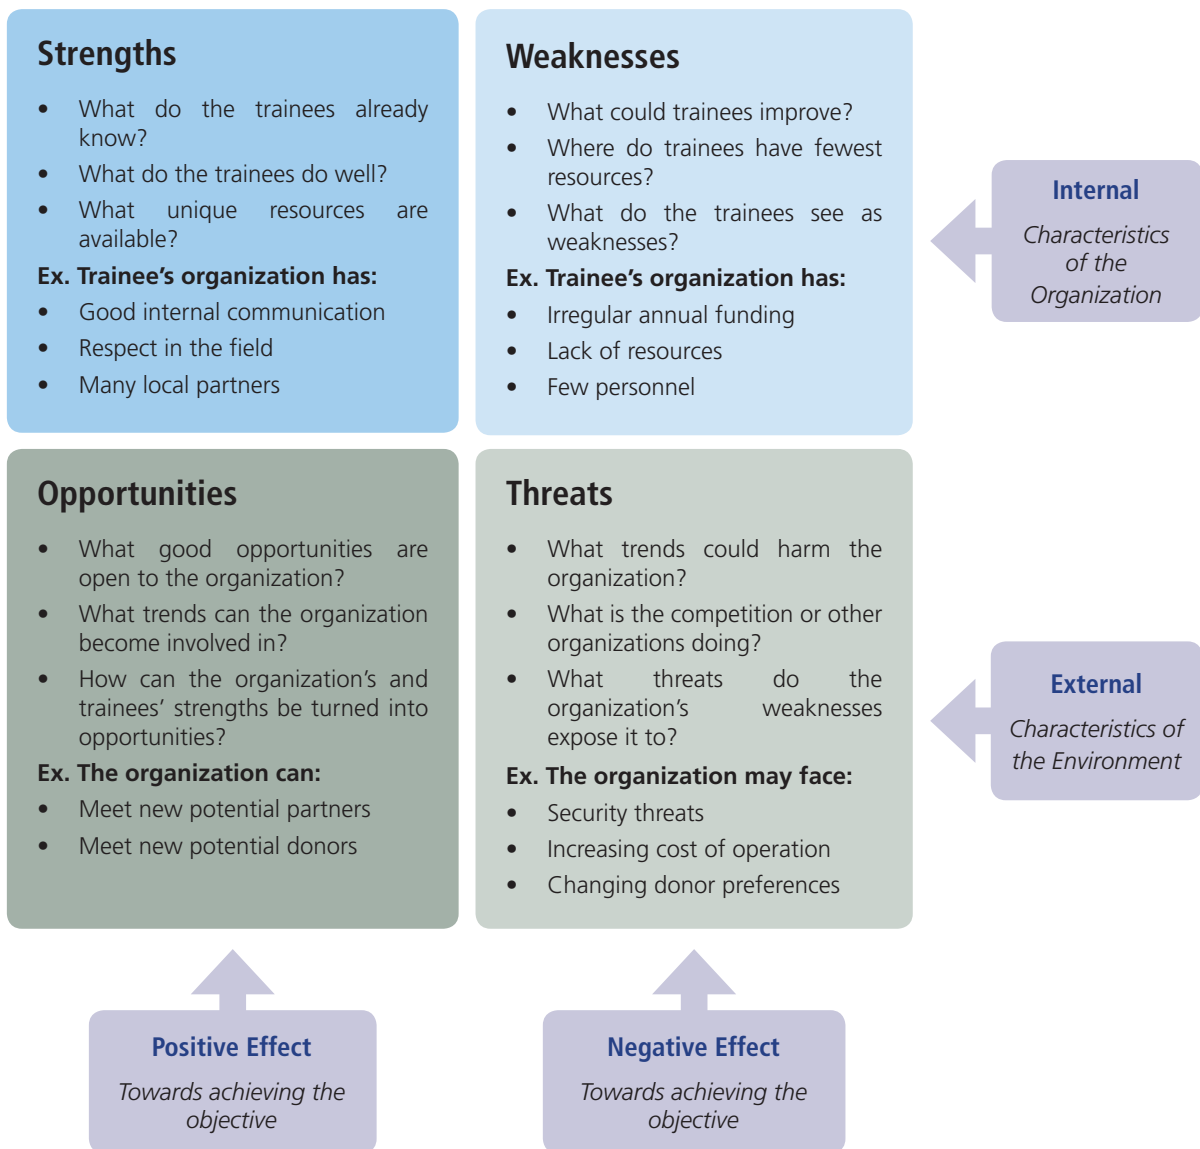 Strengths
• What do the trainees already
know?
• What do the trainees do well?
• What unique resources are
available?
Ex. Trainee’s organization has:
• Good internal communication
• Respect in the field
• Many local partners
Weaknesses
• What could trainees improve?
• Where do trainees have fewest
resources?
• What do the trainees see as
weaknesses?
Ex. Trainee’s organization has:
• Irregular annual funding
• Lack of resources
• Few personnel
Internal
Characteristics
of the
Organization
Opportunities
• What good opportunities are
open to the organization?
• What trends can the organization
become involved in?
• How can the organization’s and
trainees’ strengths be turned into
opportunities?
Ex. The organization can:
• Meet new potential partners
• Meet new potential donors
Threats
• What trends could harm the
organization?
• What is the competition or other
organizations doing?
• What threats do the
organization’s weaknesses
expose it to?
Ex. The organization may face:
• Security threats
• Increasing cost of operation
• Changing donor preferences
External
Characteristics of
the Environment
Positive Effect
Towards achieving the
objective
Negative Effect
Towards achieving the
objective